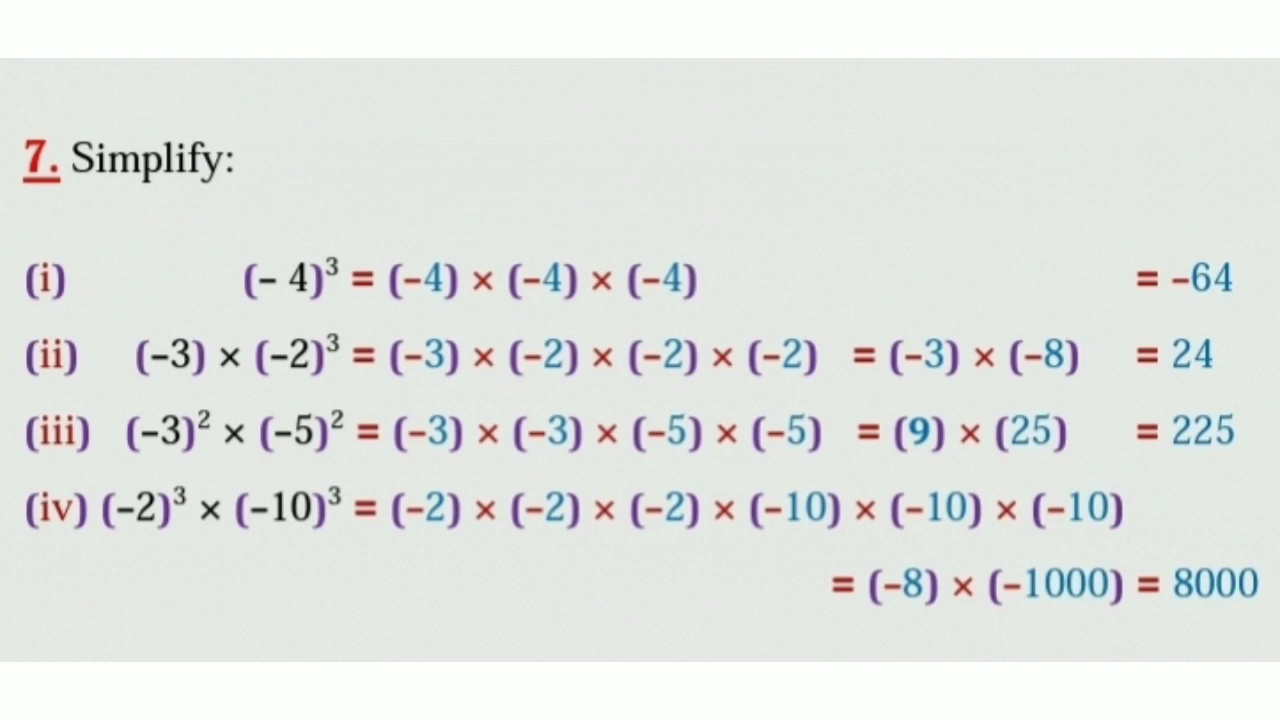 7. Simplify:
(i) (– 4)³ = (–4) × (–4) × (–4) = –64
(ii) (–3) × (–2)³ = (–3) × (–2) × (–2) × (–2) = (–3) × (–8) = 24
(iii) (–3)² × (–5)² = (–3) × (–3) × (–5) × (–5) = (9) × (25) = 225
(iv) (–2)³ × (–10)³ = (–2) × (–2) × (–2) × (–10) × (–10) × (–10)
= (–8) × (–1000) = 8000